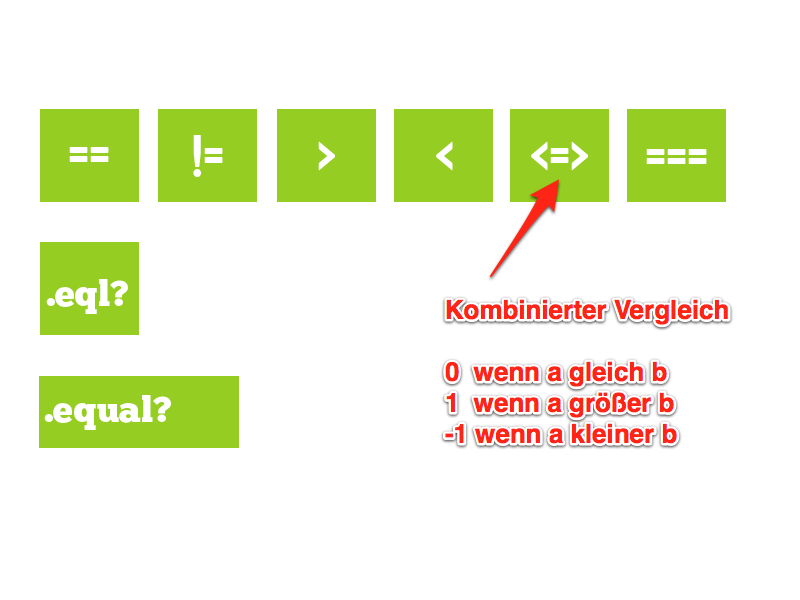 == != > < <=> ===
.eql?
Kombinierter Vergleich
0 wenn a gleich b
.equal?
1 wenn a größer b
-1 wenn a kleiner b